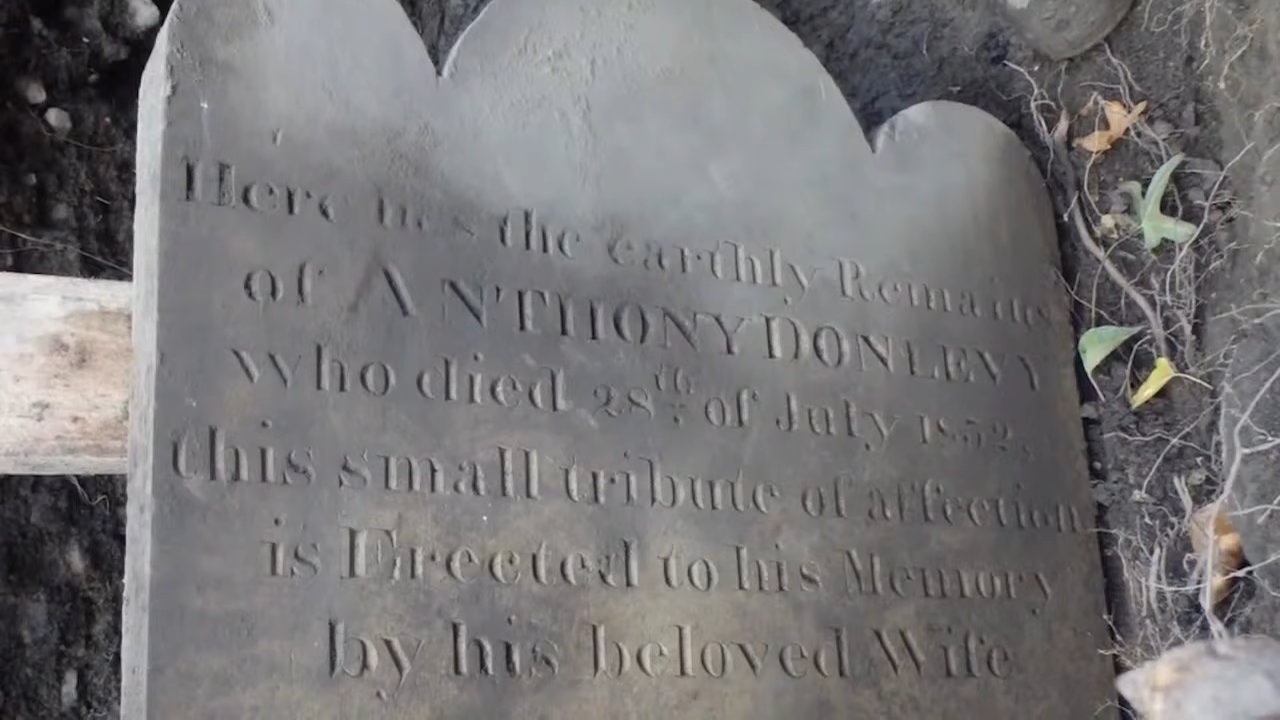 Here lies the earthly Remains
of ANTHONY DONLEVY
who died 28th of July 1852,
this small tribute of affection
is Erected to his Memory
by his beloved Wife